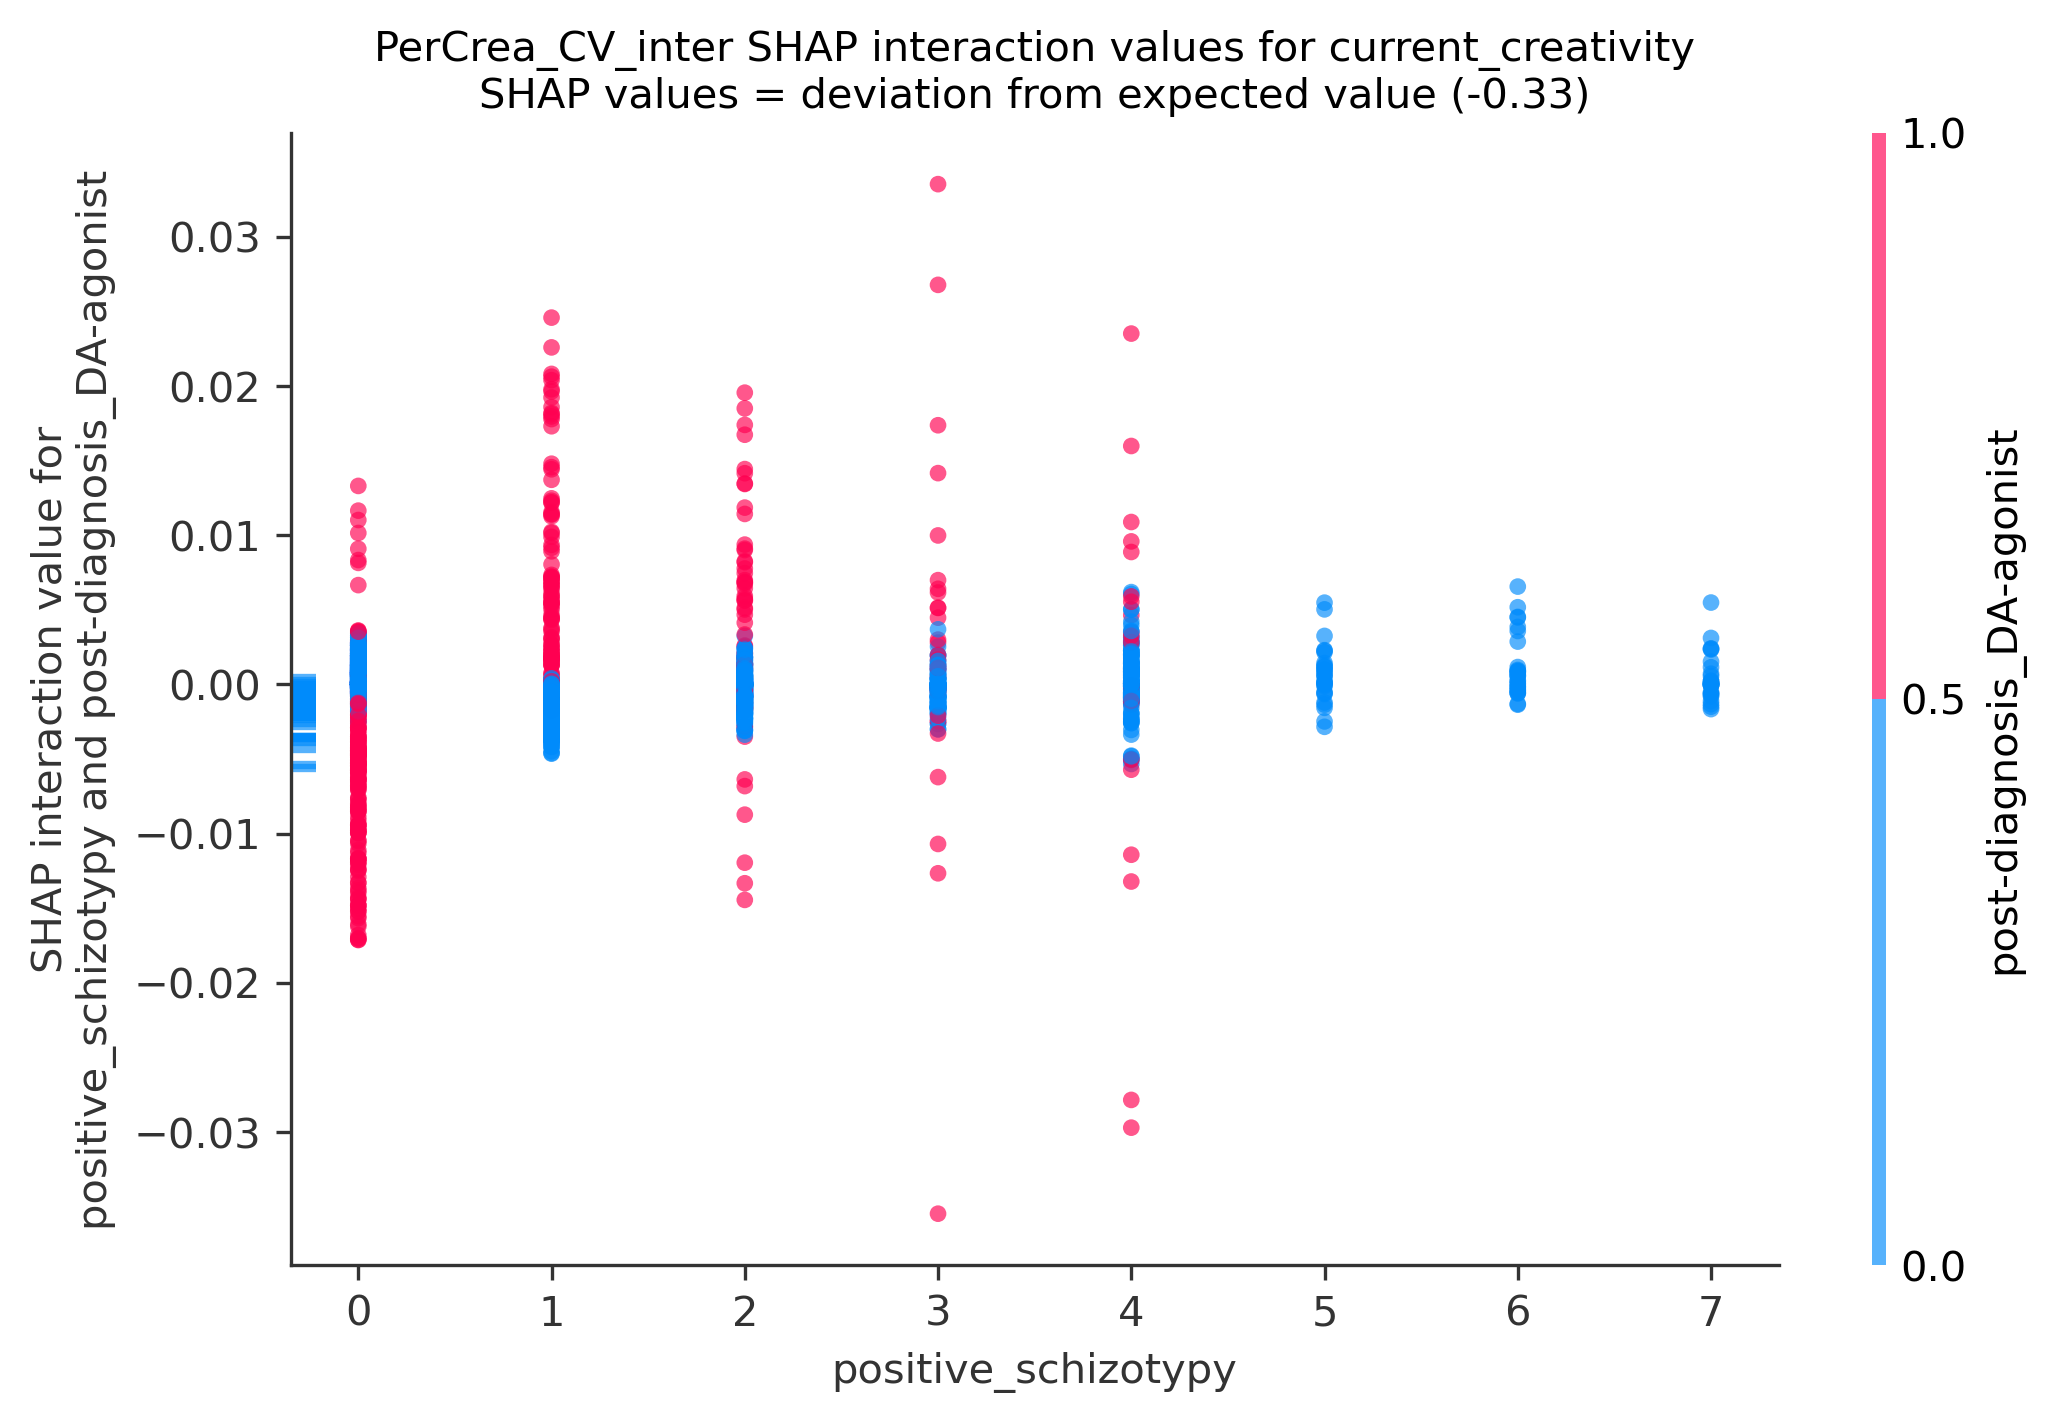 PerCrea_CV_inter SHAP interaction values for current_creativity
SHAP values = deviation from expected value (-0.33)
SHAP interaction value for
positive_schizotypy and post-diagnosis_DA-agonist
0.03
0.02
0.01
0.00
−0.01
−0.02
−0.03
0 1 2 3 4 5 6 7
positive_schizotypy
1.0
0.5
0.0
post-diagnosis_DA-agonist